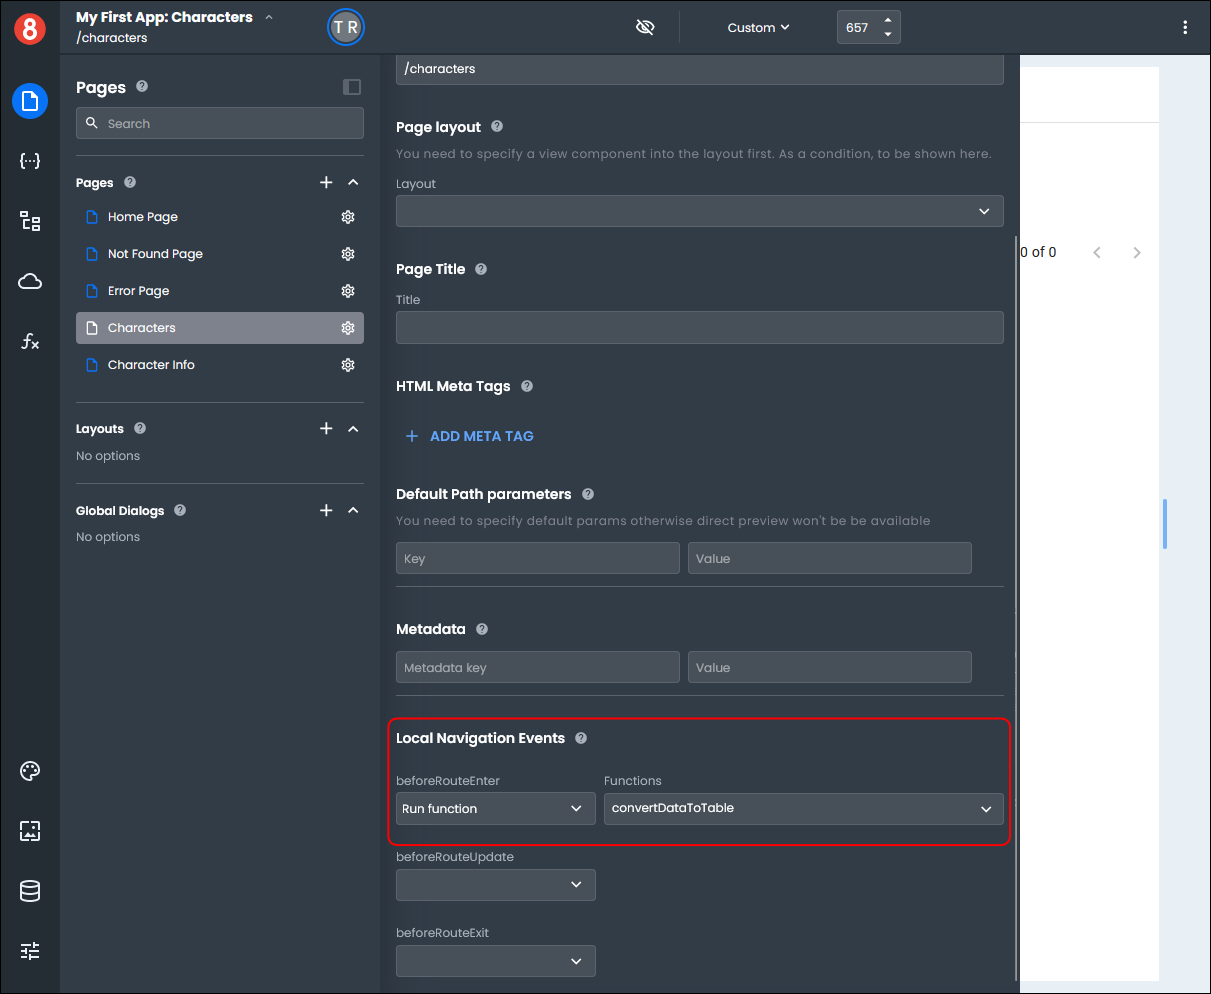 8
My First App: Characters
/characters
T R
Custom
657
Pages
Search
Pages
Home Page
Not Found Page
Error Page
Characters
Character Info
Layouts
No options
Global Dialogs
No options
/characters
Page layout
You need to specify a view component into the layout first. As a condition, to be shown here.
Layout
Page Title
Title
HTML Meta Tags
ADD META TAG
Default Path parameters
You need to specify default params otherwise direct preview won't be be available
Key Value
Metadata
Metadata key Value
Local Navigation Events
beforeRouteEnter Functions
Run function convertDataToTable
beforeRouteUpdate
beforeRouteExit
0 of 0